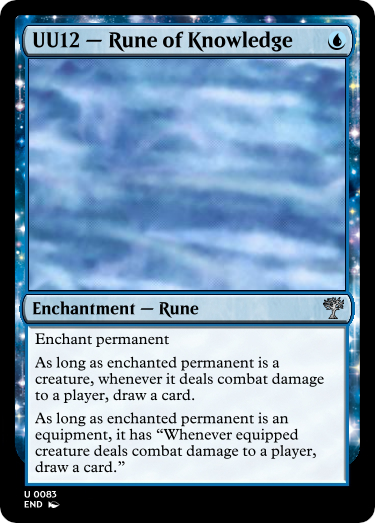 UU12 — Rune of Knowledge
Enchantment — Rune
Enchant permanent
As long as enchanted permanent is a
creature, whenever it deals combat damage
to a player, draw a card.
As long as enchanted permanent is an
equipment, it has “Whenever equipped
creature deals combat damage to a player,
draw a card.”
U 0083
END